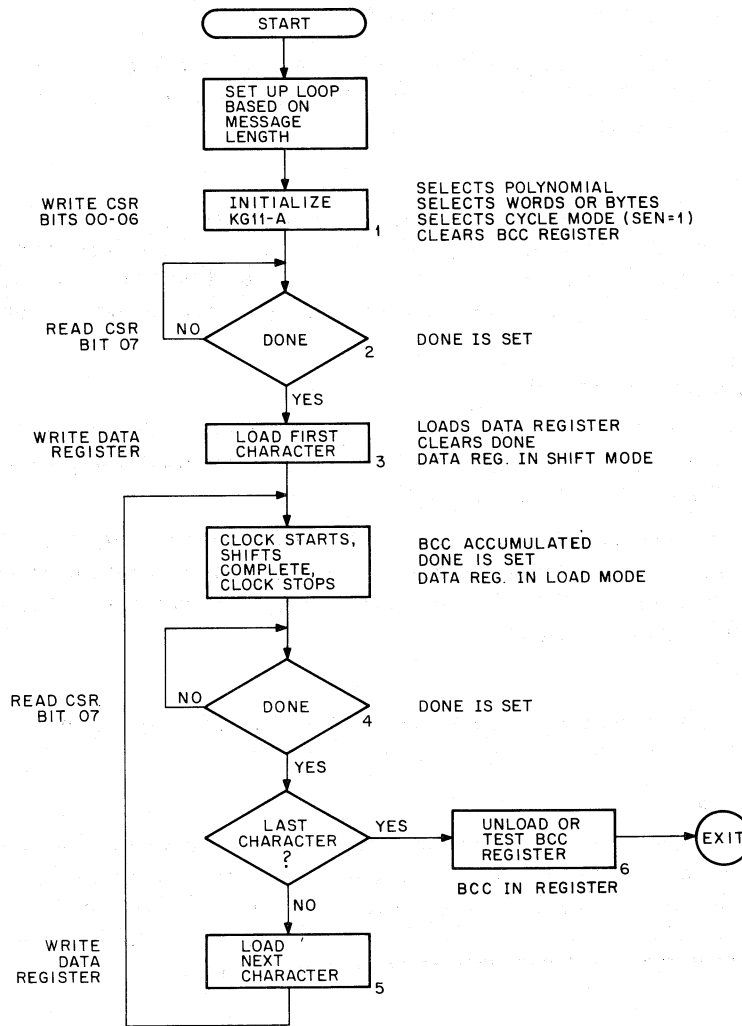 START
SET UP LOOP
BASED ON
MESSAGE
LENGTH
WRITE CSR
BITS 00-06
INITIALIZE
KG11-A
1
SELECTS POLYNOMIAL
SELECTS WORDS OR BYTES
SELECTS CYCLE MODE (SEN=1)
CLEARS BCC REGISTER
READ CSR
BIT 07
NO
DONE
2
DONE IS SET
YES
WRITE DATA
REGISTER
LOAD FIRST
CHARACTER
3
LOADS DATA REGISTER
CLEARS DONE
DATA REG. IN SHIFT MODE
CLOCK STARTS,
SHIFTS
COMPLETE,
CLOCK STOPS
BCC ACCUMULATED
DONE IS SET
DATA REG. IN LOAD MODE
READ CSR
BIT 07
NO
DONE
4
DONE IS SET
YES
LAST
CHARACTER
?
YES
UNLOAD OR
TEST BCC
REGISTER
6
EXIT
BCC IN REGISTER
NO
WRITE
DATA
REGISTER
LOAD
NEXT
CHARACTER
5